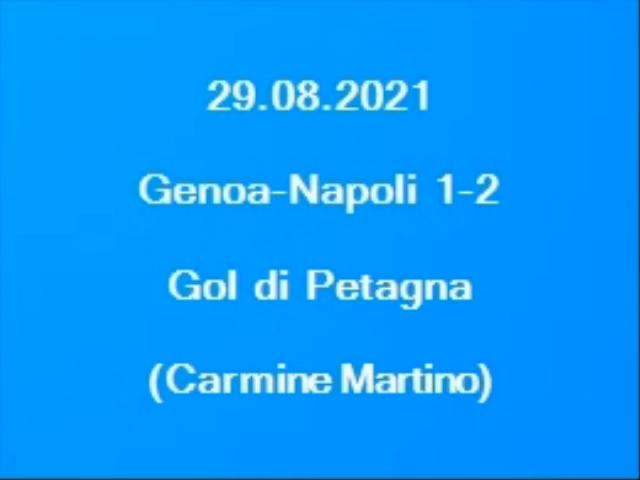 29.08.2021
Genoa-Napoli 1-2
Gol di Petagna
(Carmine Martino)